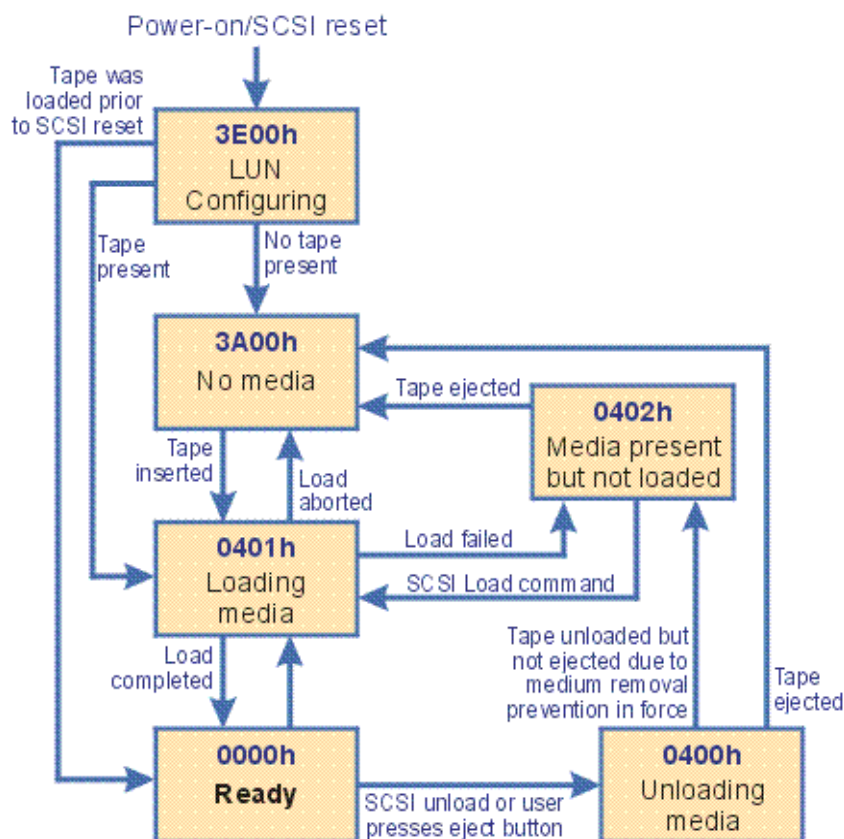 Power-on/SCSI reset
Tape was
loaded prior
to SCSI reset
3E00h
LUN
Configuring
Tape
present
No tape
present
3A00h
No media
Tape ejected
0402h
Media present
but not loaded
Tape
inserted
Load
aborted
0401h
Loading
media
Load failed
SCSI Load command
Load
completed
Tape unloaded but
not ejected due to
medium removal
prevention in force
Tape
ejected
0000h
Ready
SCSI unload or user
presses eject button
0400h
Unloading
media